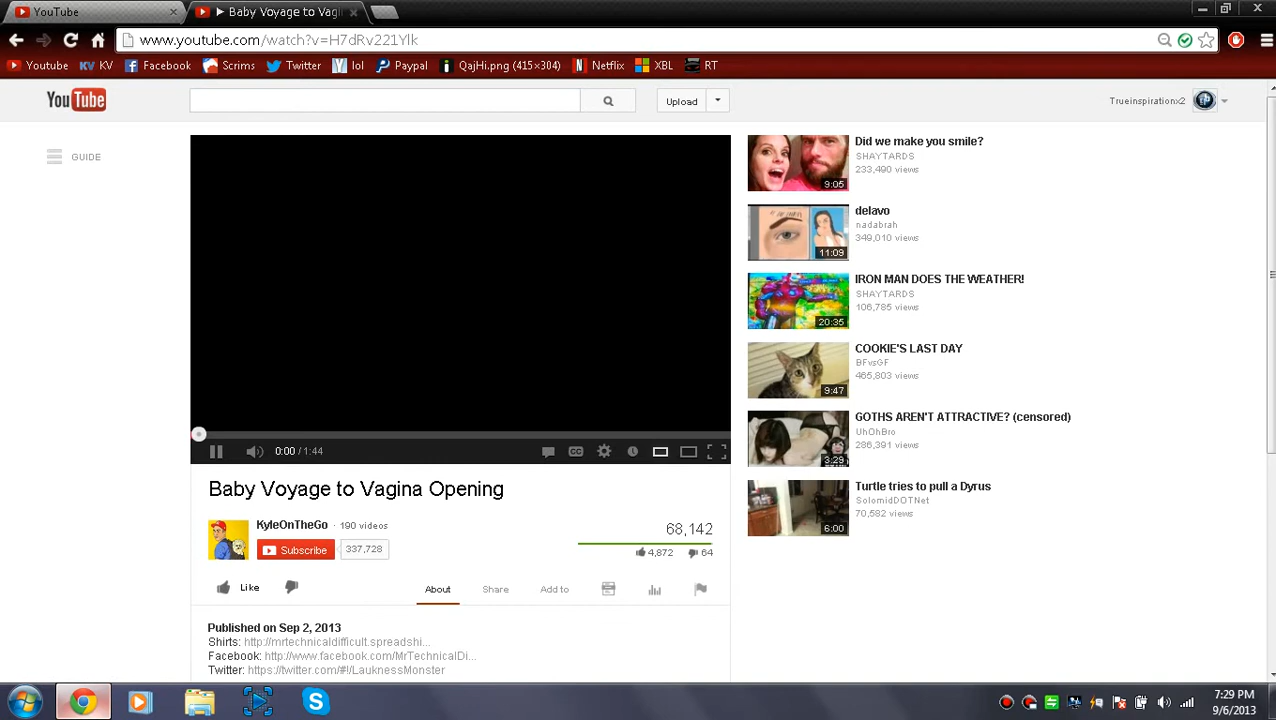 YouTube
▶ Baby Voyage to Vagi
www.youtube.com/watch?v=H7dRv221Ylk
Youtube KV Facebook Scrims Twitter lol Paypal QajHi.png (415×304) Netflix XBL RT
YouTube Upload Trueinspirationx2
GUIDE
Did we make you smile?
SHAYTARDS
233,490 views
9:05
delavo
nadabrah
349,010 views
11:09
IRON MAN DOES THE WEATHER!
SHAYTARDS
106,785 views
20:35
COOKIE'S LAST DAY
BFvsGF
465,803 views
9:47
GOTHS AREN'T ATTRACTIVE? (censored)
UhOhBro
286,391 views
3:29
Turtle tries to pull a Dyrus
SolomidDOTNet
70,582 views
6:00
0:00 / 1:44
Baby Voyage to Vagina Opening
KyleOnTheGo · 190 videos
Subscribe 337,728
68,142
4,872 64
Like About Share Add to
Published on Sep 2, 2013
Shirts: http://mrtechnicaldifficult.spreadshi...
Facebook: http://www.facebook.com/MrTechnicalDi...
Twitter: https://twitter.com/#!/LauknessMonster
7:29 PM
9/6/2013